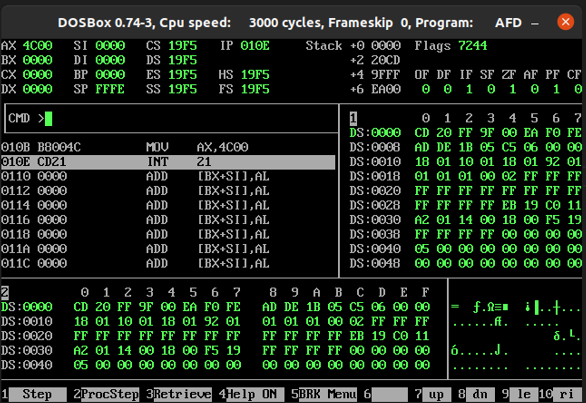 DOSBox 0.74-3, Cpu speed: 3000 cycles, Frameskip 0, Program: AFD
AX 4C00 SI 0000 CS 19F5 IP 010E Stack +0 0000 Flags 7244
BX 0000 DI 0000 DS 19F5 +2 20CD
CX 0000 BP 0000 ES 19F5 HS 19F5 +4 9FFF OF DF IF SF ZF AF PF CF
DX 0000 SP FFFE SS 19F5 FS 19F5 +6 EA00 0 0 1 0 1 0 1 0
CMD >
1 0 1 2 3 4 5 6 7
DS:0000 CD 20 FF 9F 00 EA F0 FE
DS:0008 AD DE 1B 05 C5 06 00 00
DS:0010 18 01 10 01 18 01 92 01
DS:0018 01 01 01 00 02 FF FF FF
DS:0020 FF FF FF FF FF FF FF FF
DS:0028 FF FF FF FF EB 19 C0 11
DS:0030 A2 01 14 00 18 00 F5 19
DS:0038 FF FF FF FF 00 00 00 00
DS:0040 05 00 00 00 00 00 00 00
DS:0048 00 00 00 00 00 00 00 00
010B B8004C MOV AX,4C00
010E CD21 INT 21
0110 0000 ADD [BX+SI],AL
0112 0000 ADD [BX+SI],AL
0114 0000 ADD [BX+SI],AL
0116 0000 ADD [BX+SI],AL
0118 0000 ADD [BX+SI],AL
011A 0000 ADD [BX+SI],AL
011C 0000 ADD [BX+SI],AL
2 0 1 2 3 4 5 6 7 8 9 A B C D E F
DS:0000 CD 20 FF 9F 00 EA F0 FE AD DE 1B 05 C5 06 00 00
DS:0010 18 01 10 01 18 01 92 01 01 01 01 00 02 FF FF FF
DS:0020 FF FF FF FF FF FF FF FF FF FF FF FF EB 19 C0 11
DS:0030 A2 01 14 00 18 00 F5 19 FF FF FF FF 00 00 00 00
DS:0040 05 00 00 00 00 00 00 00 00 00 00 00 00 00 00 00
1 Step 2 ProcStep 3 Retrieve 4 Help ON 5 BRK Menu 6 7 up 8 dn 9 le 10 ri